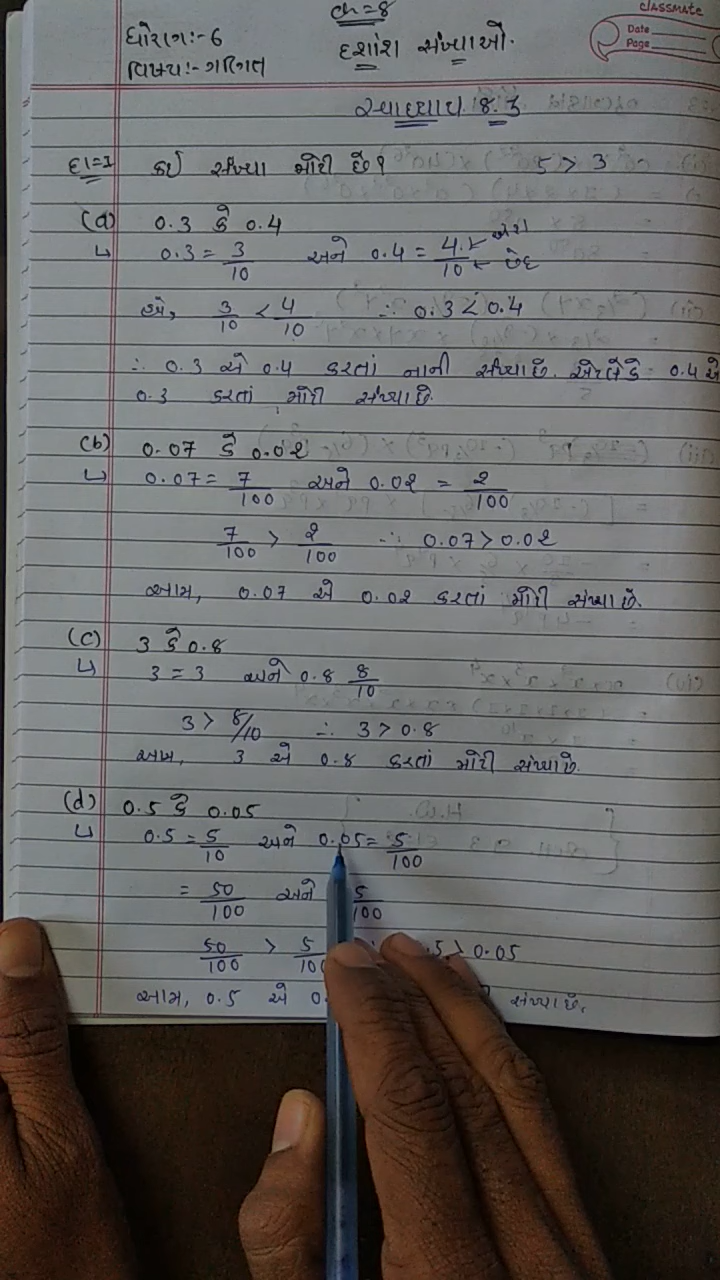 ch = 8
CLASSMATE
Date
Page
ધોરણ:- 6
દશાંશ સંખ્યાઓ.
વિષય:- ગણિત
સ્વાધ્યાય 8.3
દા=1 કઈ સંખ્યા મોટી છે? 5 > 3
(a) 0.3 કે 0.4
↳ 0.3 = 3/10 અને 0.4 = 4/10 ← અંશ ← છેદ
હવે, 3/10 < 4/10 ∴ 0.3 < 0.4
∴ 0.3 એ 0.4 કરતાં નાની સંખ્યા છે. એટલે કે 0.4 એ
0.3 કરતાં મોટી સંખ્યા છે.
(b) 0.07 કે 0.02
↳ 0.07 = 7/100 અને 0.02 = 2/100
7/100 > 2/100 ∴ 0.07 > 0.02
આમ, 0.07 એ 0.02 કરતાં મોટી સંખ્યા છે.
(c) 3 કે 0.8
↳ 3 = 3 અને 0.8 8/10
3 > 8/10 ∴ 3 > 0.8
આમ, 3 એ 0.8 કરતાં મોટી સંખ્યા છે.
(d) 0.5 કે 0.05
↳ 0.5 = 5/10 અને 0.05 = 5/100
= 50/100 અને 5/100
50/100 > 5/100 .5 > 0.05
આમ, 0.5 એ 0. સંખ્યા છે.